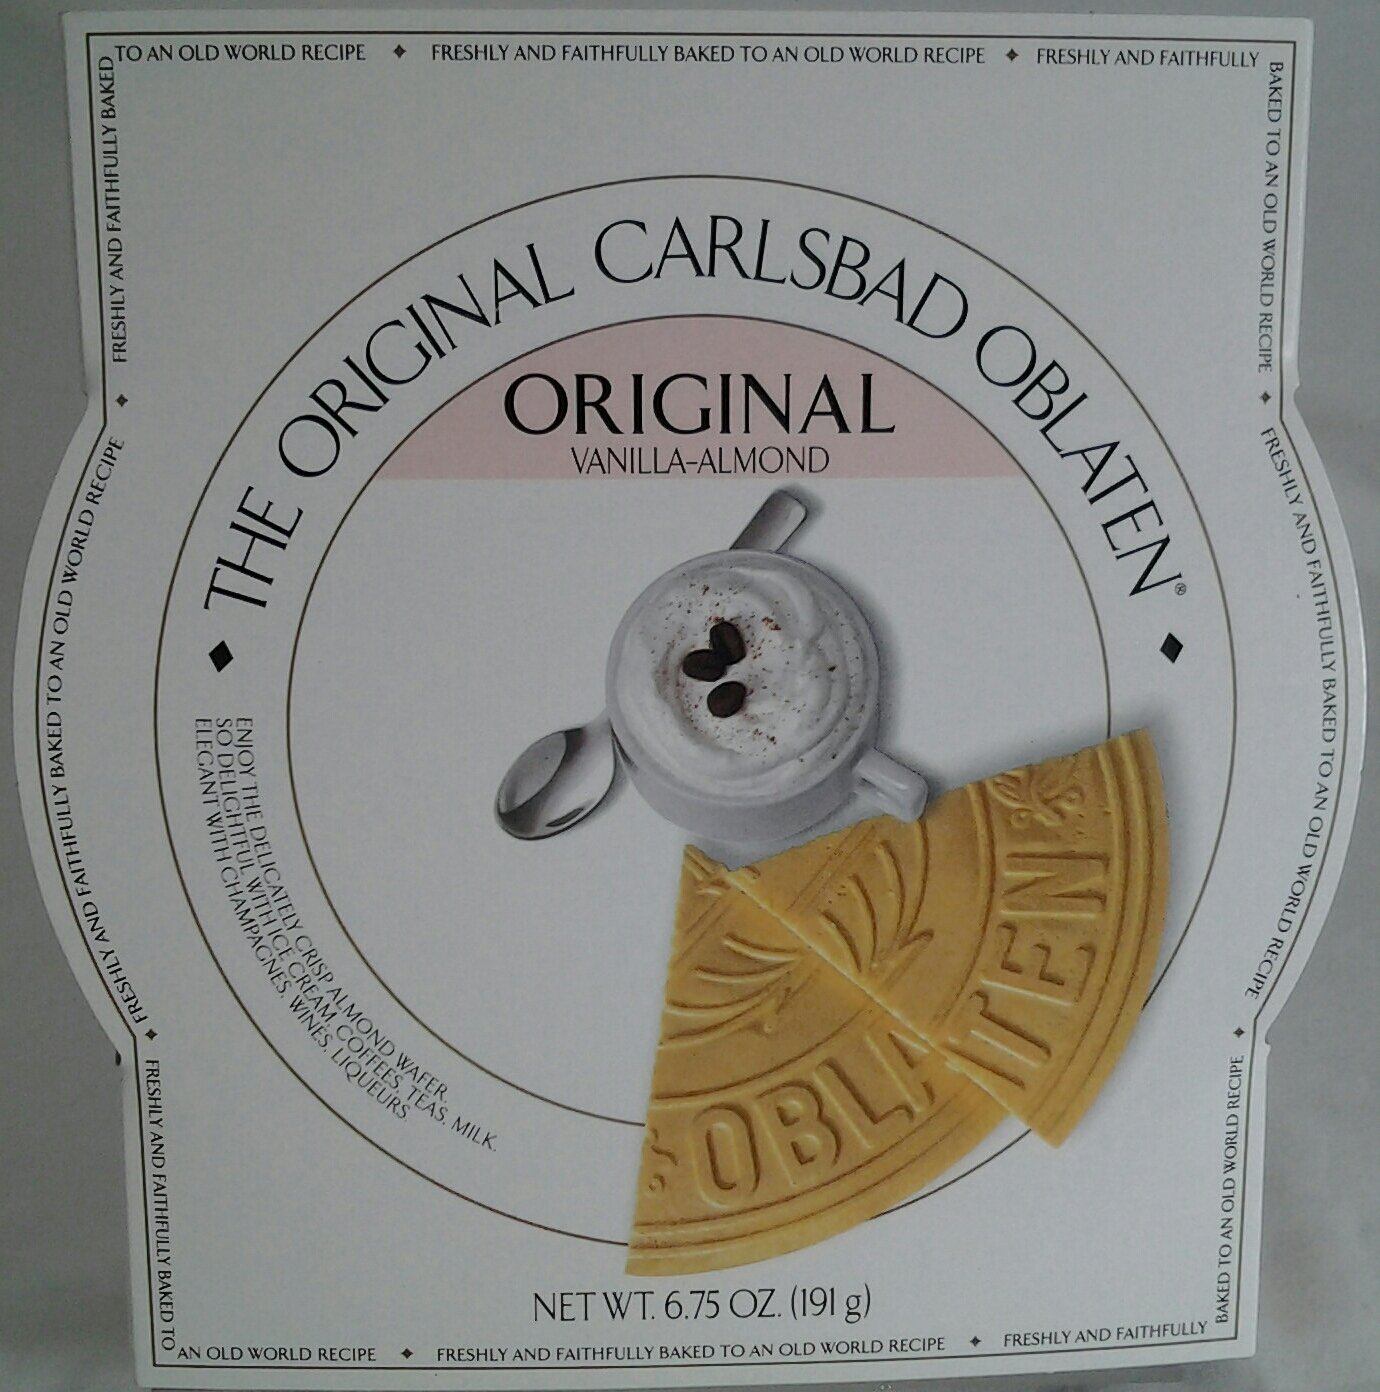 TO AN OLD WORLD RECIPE ◆ FRESHLY AND FAITHFULLY BAKED TO AN OLD WORLD RECIPE ◆ FRESHLY AND FAITHFULLY
BAKED TO AN OLD WORLD RECIPE ◆ FRESHLY AND FAITHFULLY BAKED TO AN OLD WORLD RECIPE ◆
BAKED TO AN OLD WORLD RECIPE
FRESHLY AND FAITHFULLY BAKED
FRESHLY AND FAITHFULLY BAKED TO AN OLD WORLD RECIPE ◆
FRESHLY AND FAITHFULLY BAKED TO
THE ORIGINAL CARLSBAD OBLATEN®
ORIGINAL
VANILLA-ALMOND
ENJOY THE DELICATELY CRISP ALMOND WAFER.
SO DELIGHTFUL WITH ICE CREAM, COFFEES, TEAS, MILK.
ELEGANT WITH CHAMPAGNES, WINES, LIQUEURS.
OBLATEN
NET WT. 6.75 OZ. (191 g)
AN OLD WORLD RECIPE ◆ FRESHLY AND FAITHFULLY BAKED TO AN OLD WORLD RECIPE ◆ FRESHLY AND FAITHFULLY